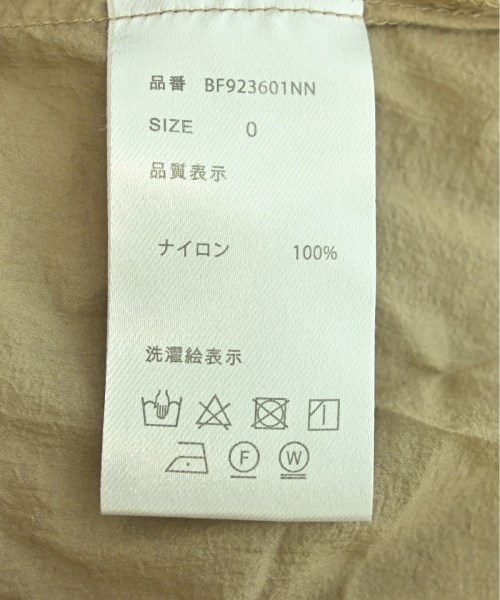 品番 BF923601NN
SIZE 0
品質表示
ナイロン 100%
洗濯絵表示
F W